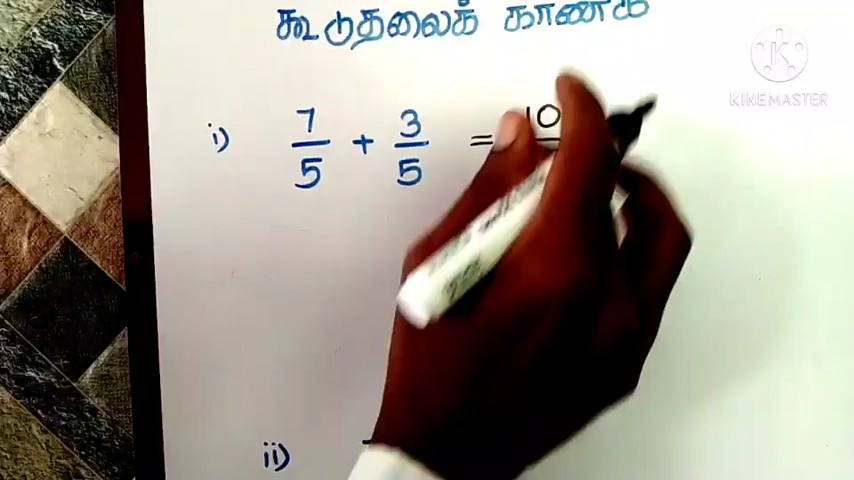 கூடுதலைக் காண்க
K
KINEMASTER
i) 7/5 + 3/5 = 10
ii)